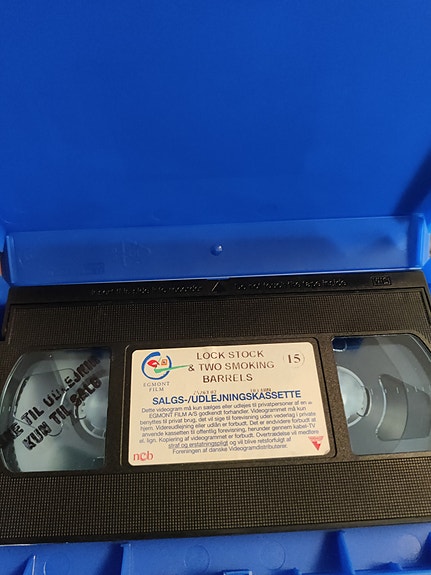 LOCK STOCK
& TWO SMOKING
BARRELS
15
EGMONT
FILM
SALGS-/UDLEJNINGSKASSETTE
Dette videogram må kun sælges eller udlejes til privatpersoner af en
EGMONT FILM A/S godkendt forhandler. Videogrammet må kun
benyttes til privat brug, det vil sige til forevisning uden vederlag i private
hjem. Videreudlejning eller udlån er forbudt. Det er endvidere forbudt at
anvende kassetten til offentlig forevisning, herunder gennem kabel-TV
el. lign. Kopiering af videogrammet er forbudt. Overtrædelse vil medføre
straf og erstatningspligt og vil blive retsforfulgt af
Foreningen af danske Videogramdistributører.
ncb
TIL UDLEJNING
KUN TIL SALG
VHS